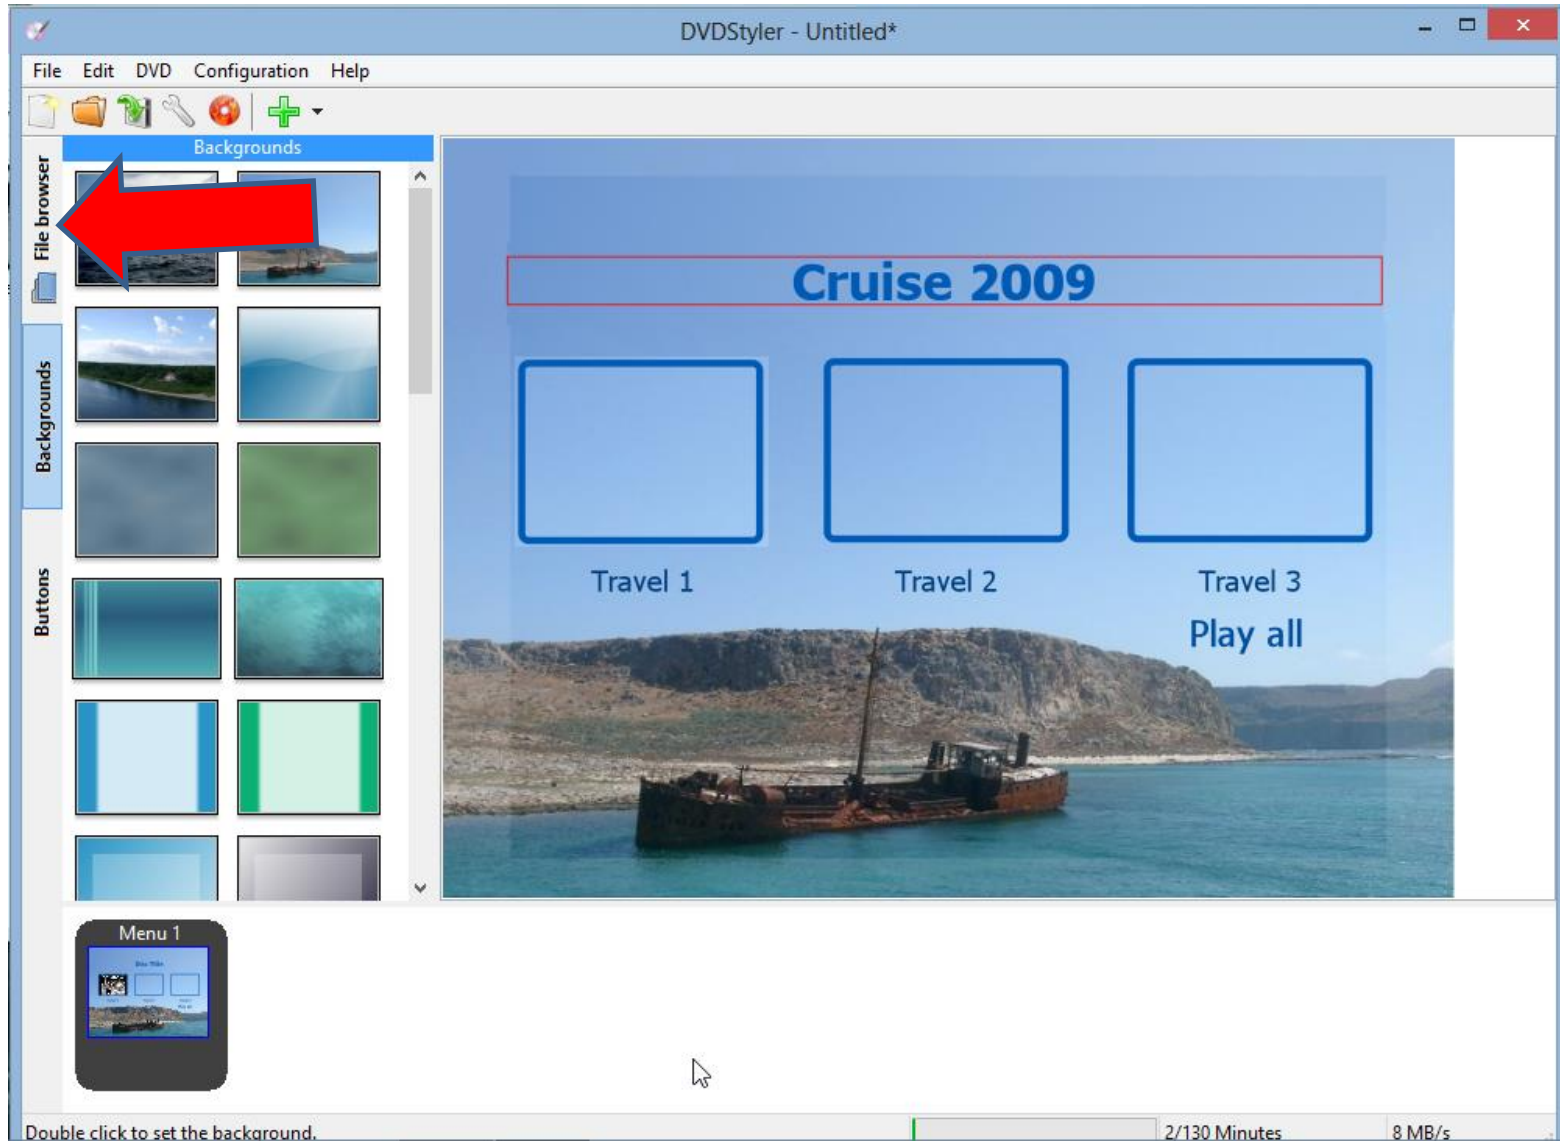 DVDStyler - Untitled*
File Edit DVD Configuration Help
Backgrounds
File browser
Backgrounds
Buttons
Cruise 2009
Travel 1 Travel 2 Travel 3
Play all
Menu 1
Double click to set the background. 2/130 Minutes 8 MB/s